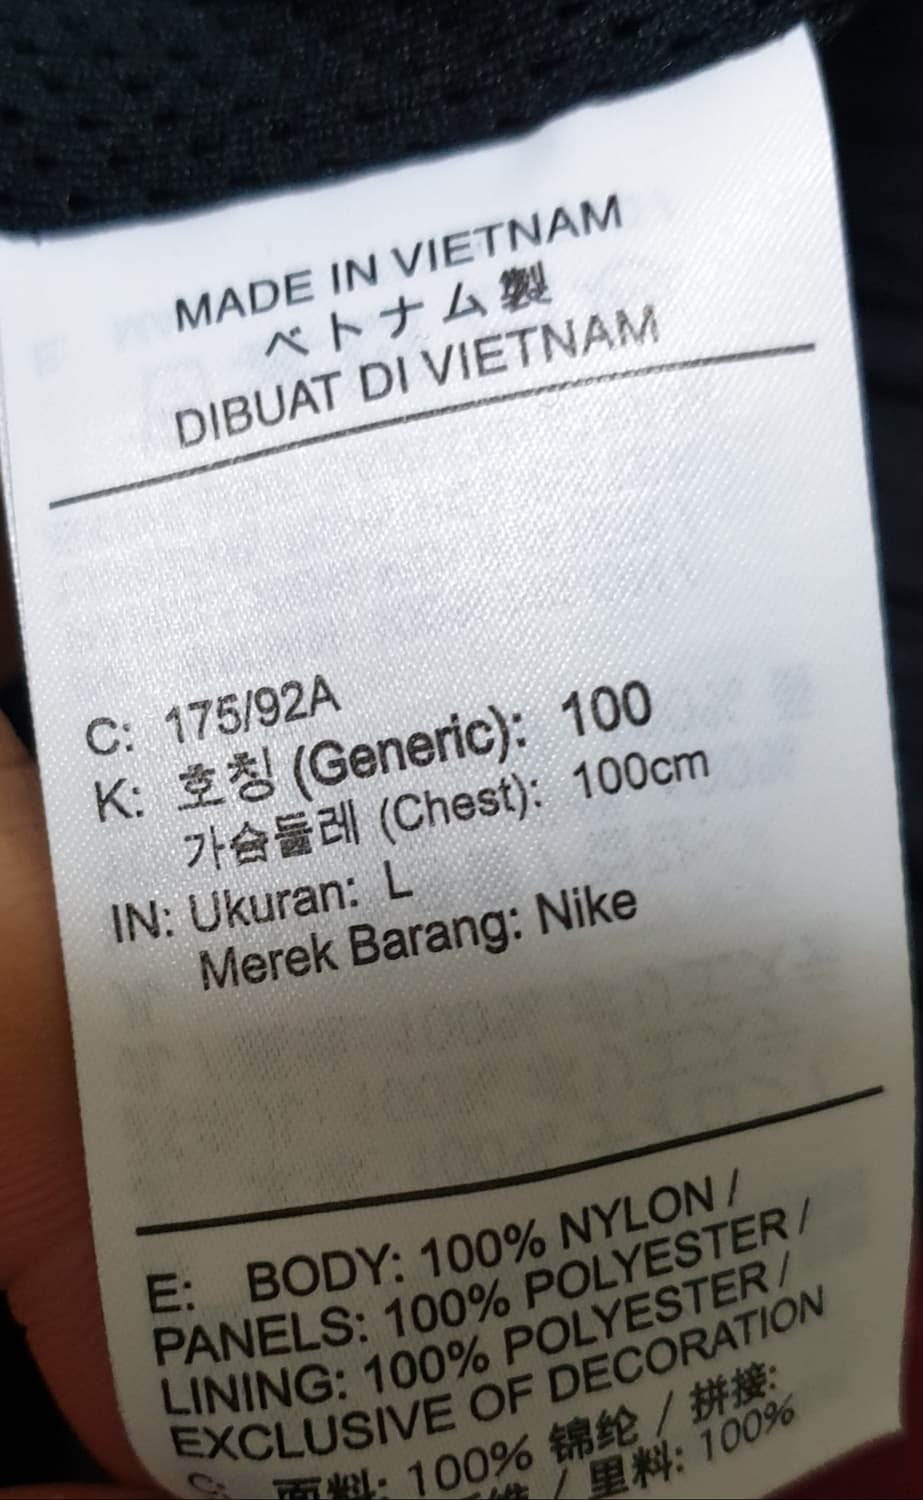 MADE IN VIETNAM
ベトナム製
DIBUAT DI VIETNAM
C: 175/92A
K: 호칭 (Generic): 100
가슴둘레 (Chest): 100cm
IN: Ukuran: L
Merek Barang: Nike
E: BODY: 100% NYLON /
PANELS: 100% POLYESTER /
LINING: 100% POLYESTER /
EXCLUSIVE OF DECORATION
C: 面料: 100% 锦纶 / 拼接:
/ 里料: 100%